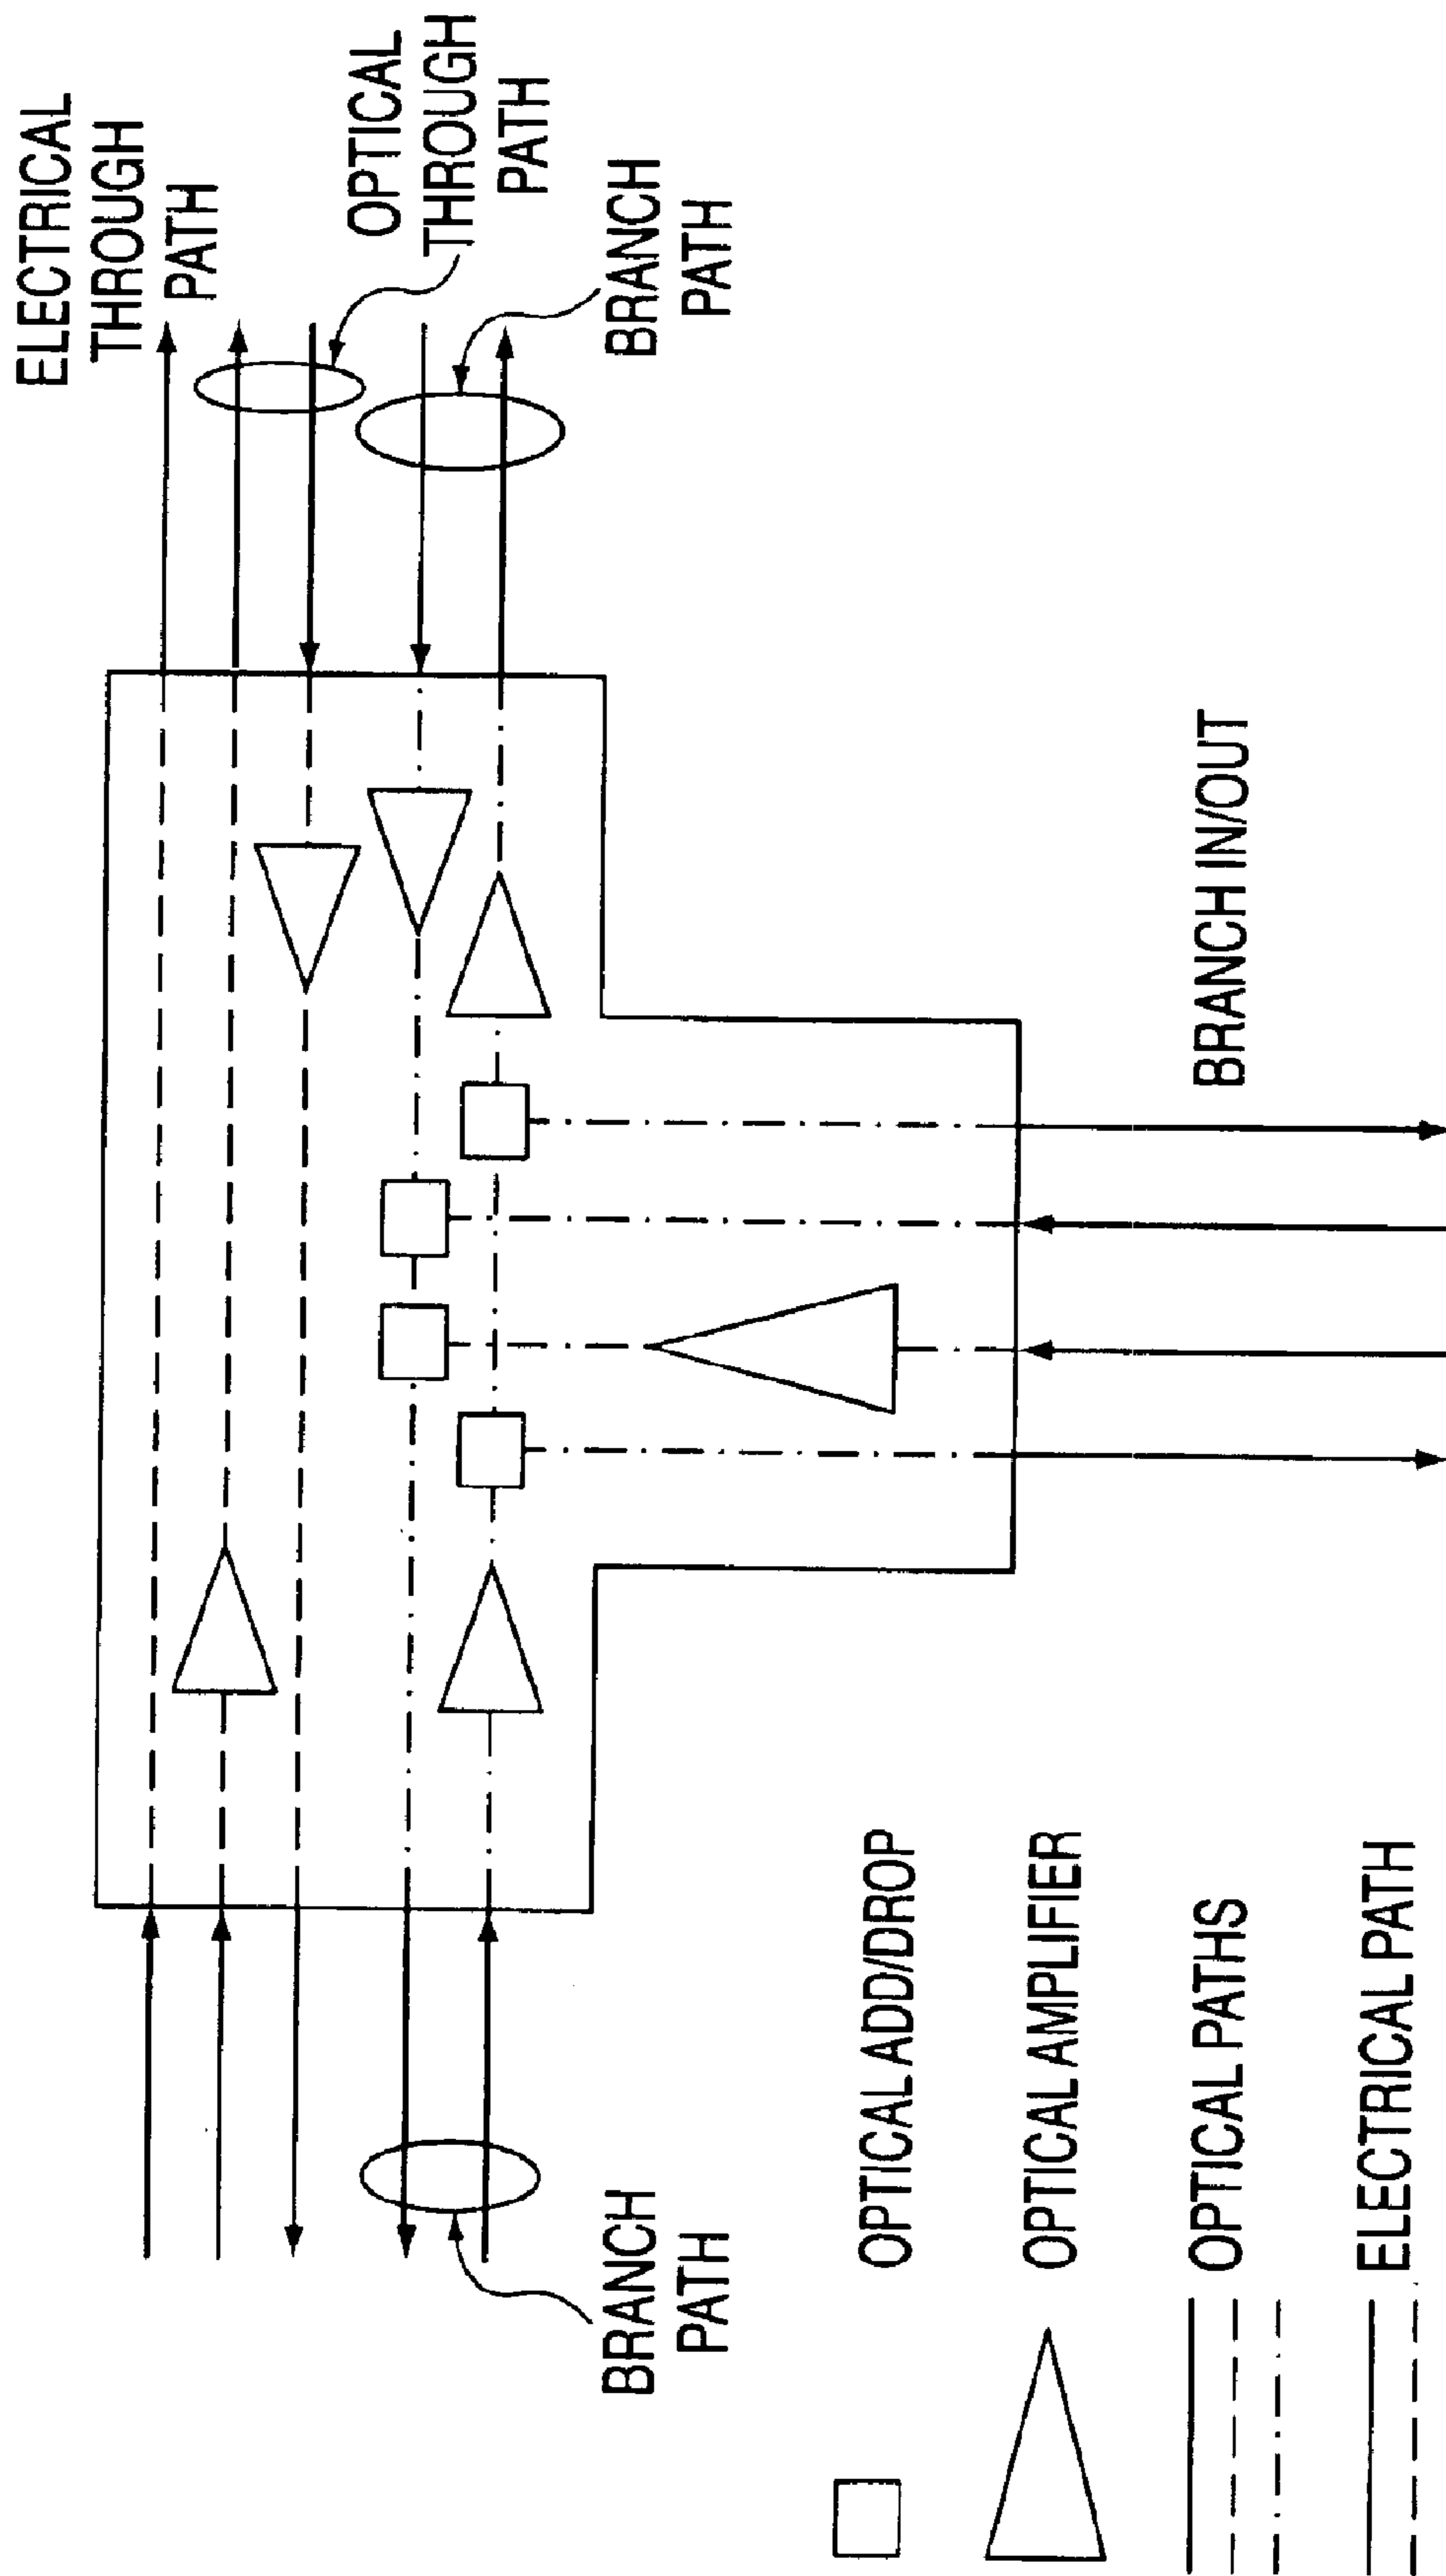 ELECTRICAL
THROUGH
PATH
OPTICAL
THROUGH
PATH
BRANCH
PATH
BRANCH
PATH
BRANCH IN/OUT
OPTICAL ADD/DROP
OPTICAL AMPLIFIER
OPTICAL PATHS
ELECTRICAL PATH